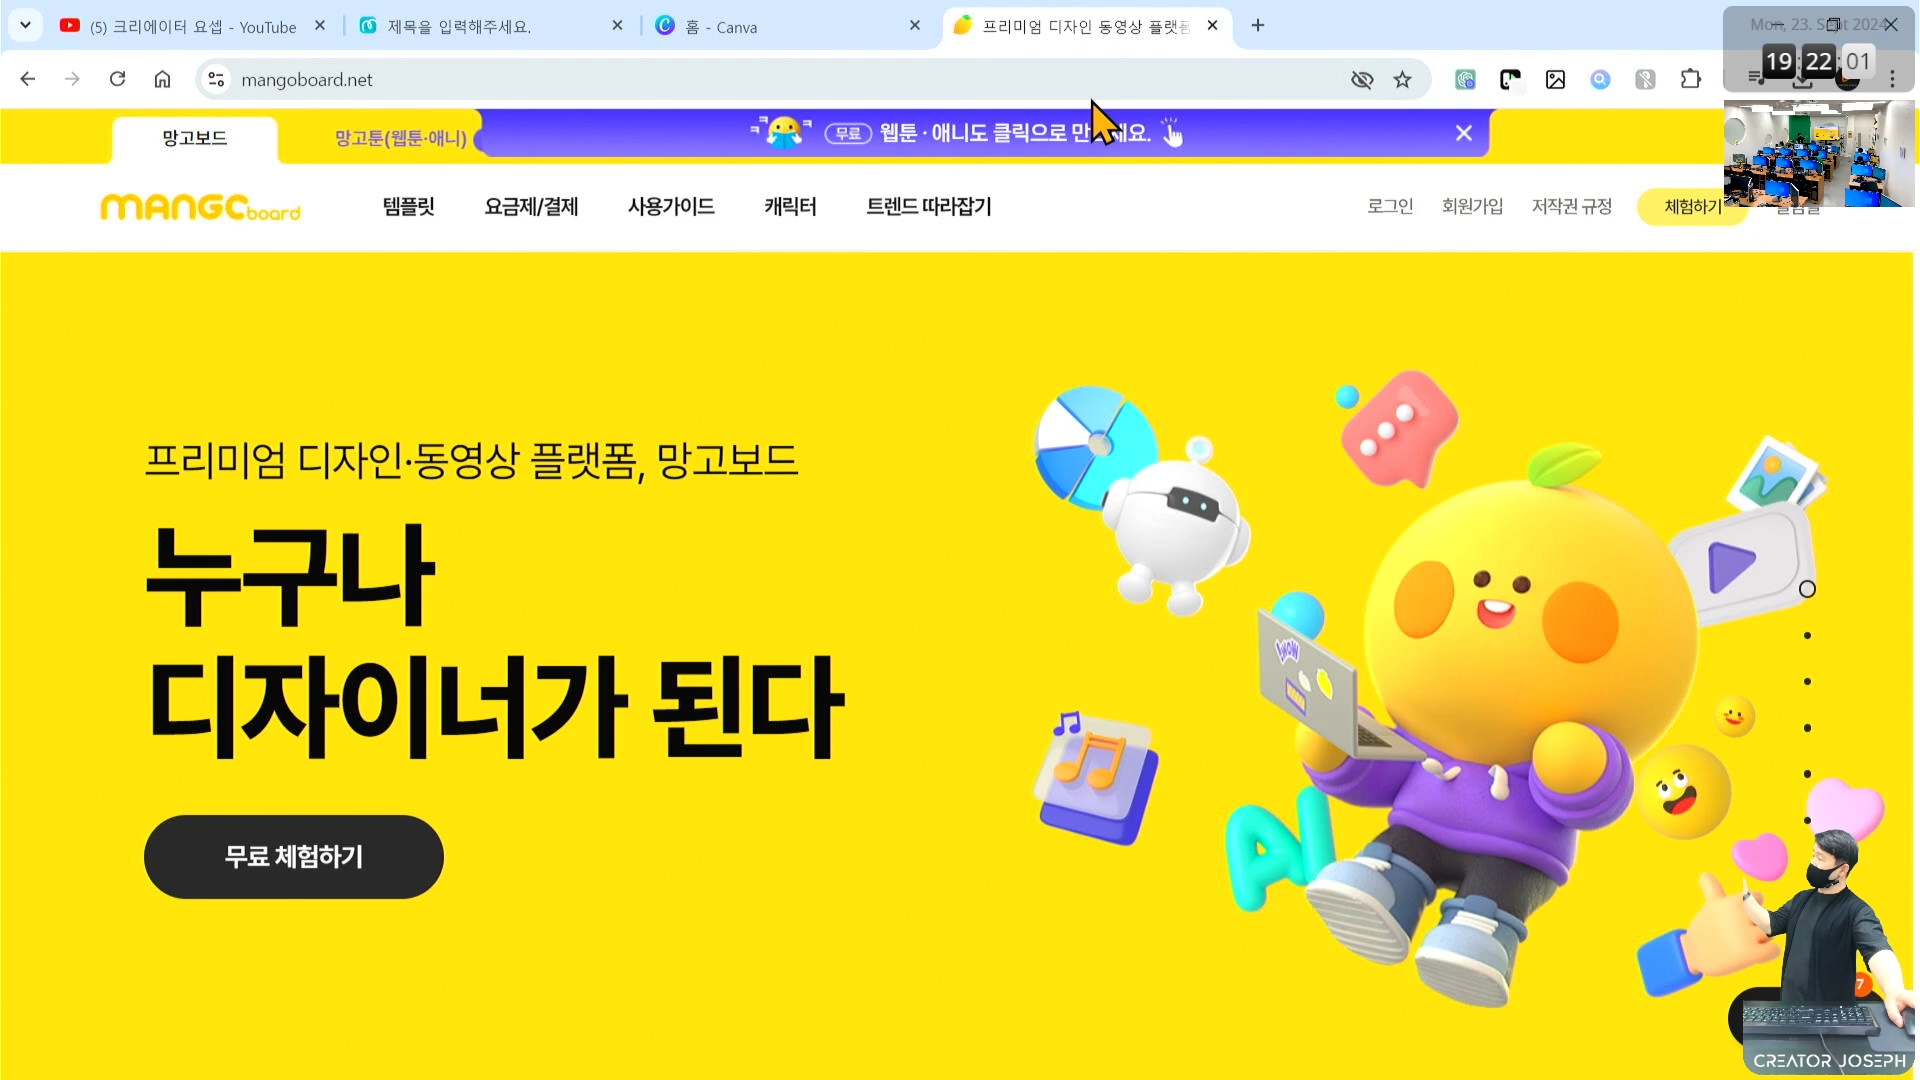 (5) 크리에이터 요셉 - YouTube
제목을 입력해주세요.
홈 - Canva
프리미엄 디자인 동영상 플랫폼
Mon, 23. Sept 2024
19 22 01
mangoboard.net
망고보드
망고툰(웹툰·애니)
무료 웹툰·애니도 클릭으로
MANGOboard
템플릿
요금제/결제
사용가이드
캐릭터
트렌드 따라잡기
로그인
회원가입
저작권 규정
체험하기
프리미엄 디자인·동영상 플랫폼, 망고보드
누구나
디자이너가 된다
무료 체험하기
WOW
AI
7
CREATOR JOSEPH